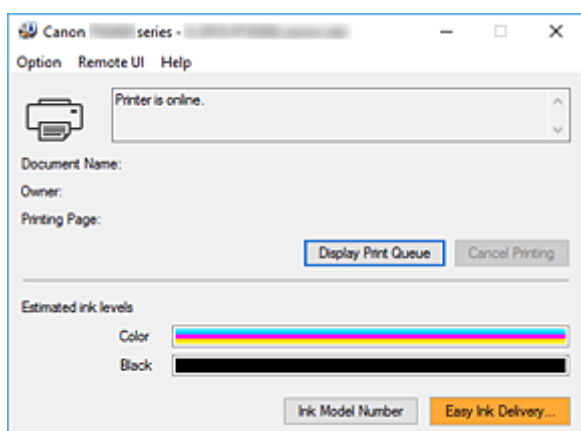 Canon series -
Option Remote UI Help
Printer is online.
Document Name:
Owner:
Printing Page:
Display Print Queue Cancel Printing
Estimated ink levels
Color
Black
Ink Model Number Easy Ink Delivery...